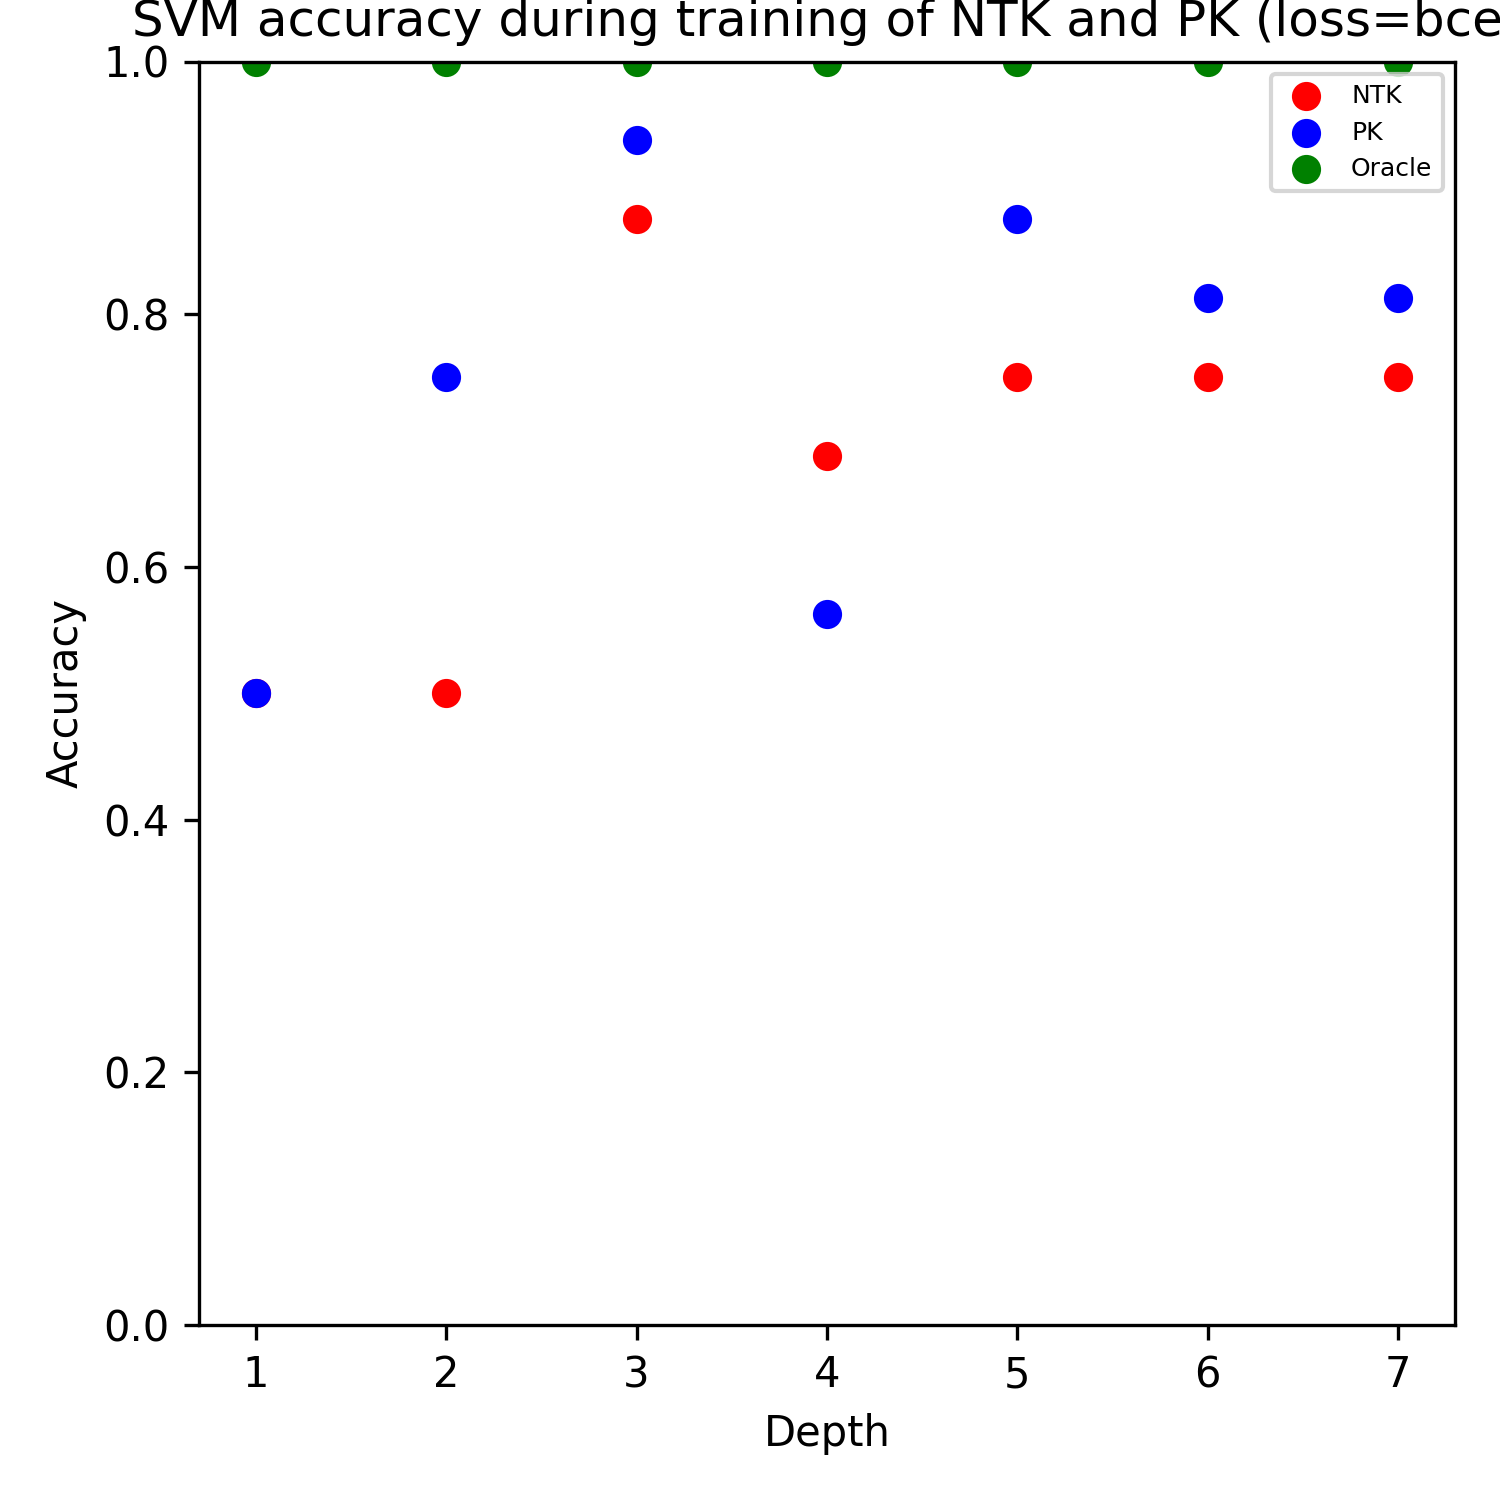 SVM accuracy during training of NTK and PK (loss=bce
1.0
0.8
0.6
0.4
0.2
0.0
Accuracy
NTK
PK
Oracle
1 2 3 4 5 6 7
Depth